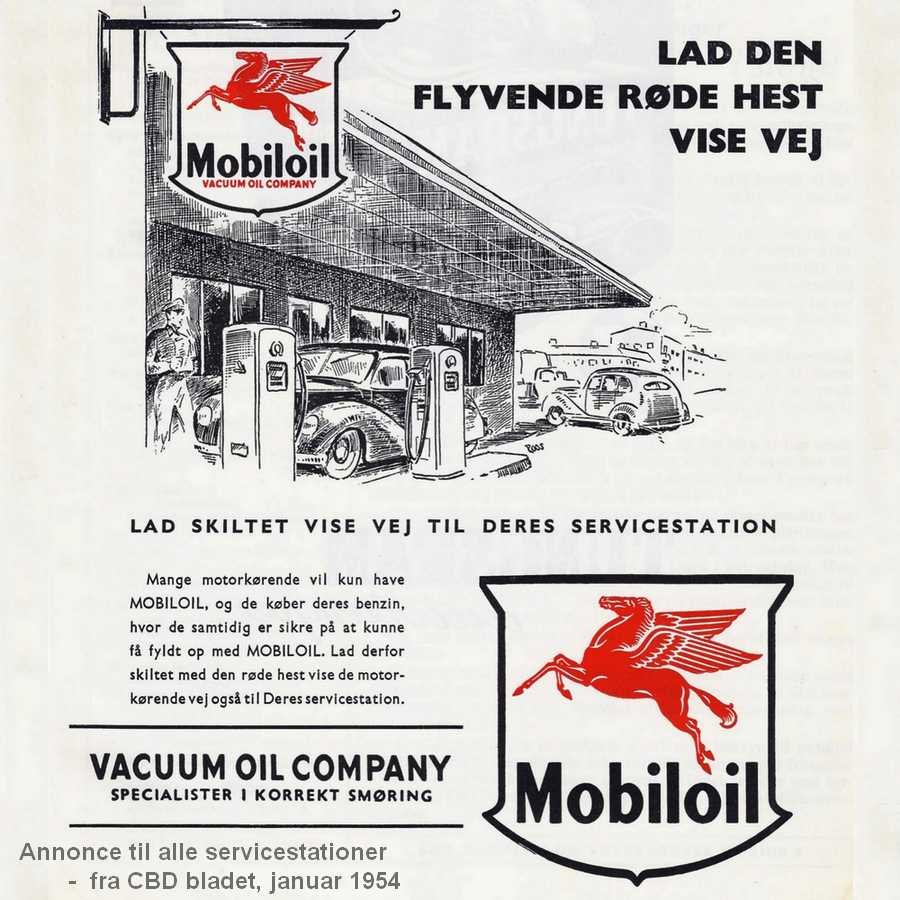 Mobiloil
VACUUM OIL COMPANY
LAD DEN
FLYVENDE RØDE HEST
VISE VEJ
ROOS
LAD SKILTET VISE VEJ TIL DERES SERVICESTATION
Mange motorkørende vil kun have
MOBILOIL, og de køber deres benzin,
hvor de samtidig er sikre på at kunne
få fyldt op med MOBILOIL. Lad derfor
skiltet med den røde hest vise de motor-
kørende vej også til Deres servicestation.
VACUUM OIL COMPANY
SPECIALISTER I KORREKT SMØRING
Mobiloil
Annonce til alle servicestationer
- fra CBD bladet, januar 1954